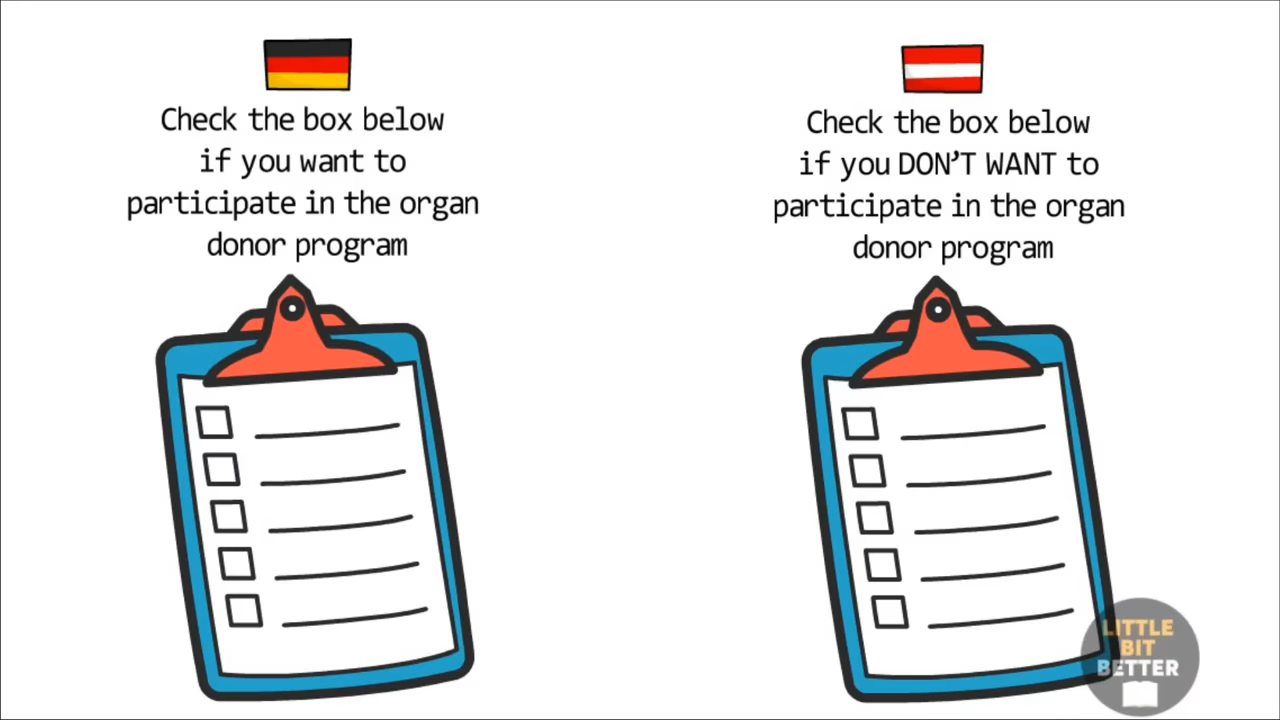 Check the box below
if you want to
participate in the organ
donor program
Check the box below
if you DON'T WANT to
participate in the organ
donor program
LITTLE
BIT
BETTER